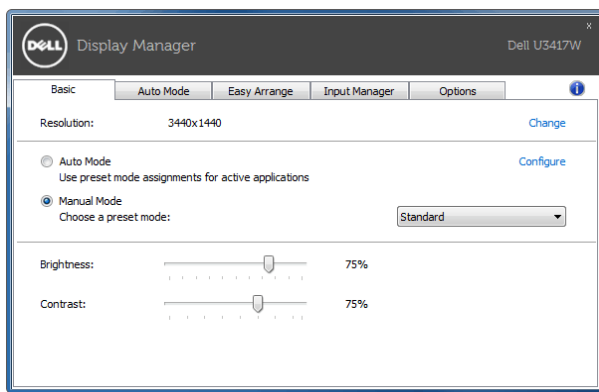 DELL Display Manager Dell U3417W
Basic Auto Mode Easy Arrange Input Manager Options
Resolution: 3440x1440 Change
Auto Mode Configure
Use preset mode assignments for active applications
Manual Mode
Choose a preset mode: Standard
Brightness: 75%
Contrast: 75%